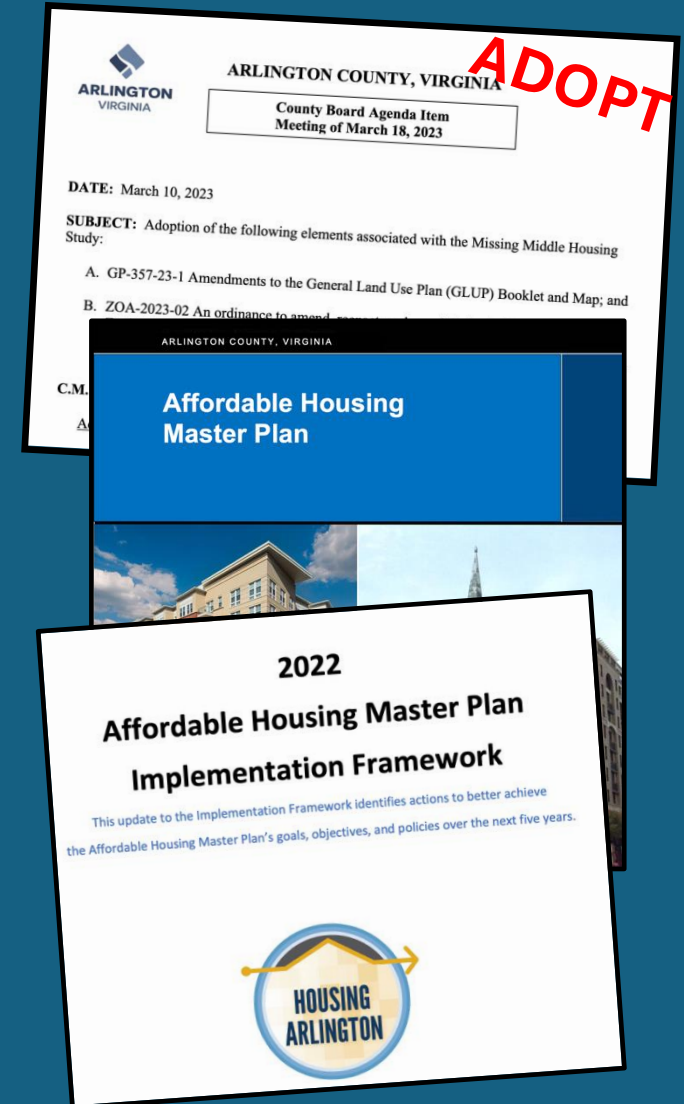 ADOPT
ARLINGTON
VIRGINIA
ARLINGTON COUNTY, VIRGINIA
County Board Agenda Item
Meeting of March 18, 2023
DATE: March 10, 2023
SUBJECT: Adoption of the following elements associated with the Missing Middle Housing
Study:
A. GP-357-23-1 Amendments to the General Land Use Plan (GLUP) Booklet and Map; and
B. ZOA-2023-02 An ordinance to amend,
C.M.
ARLINGTON COUNTY, VIRGINIA
Affordable Housing
Master Plan
2022
Affordable Housing Master Plan
Implementation Framework
This update to the Implementation Framework identifies actions to better achieve
the Affordable Housing Master Plan's goals, objectives, and policies over the next five years.
HOUSING
ARLINGTON